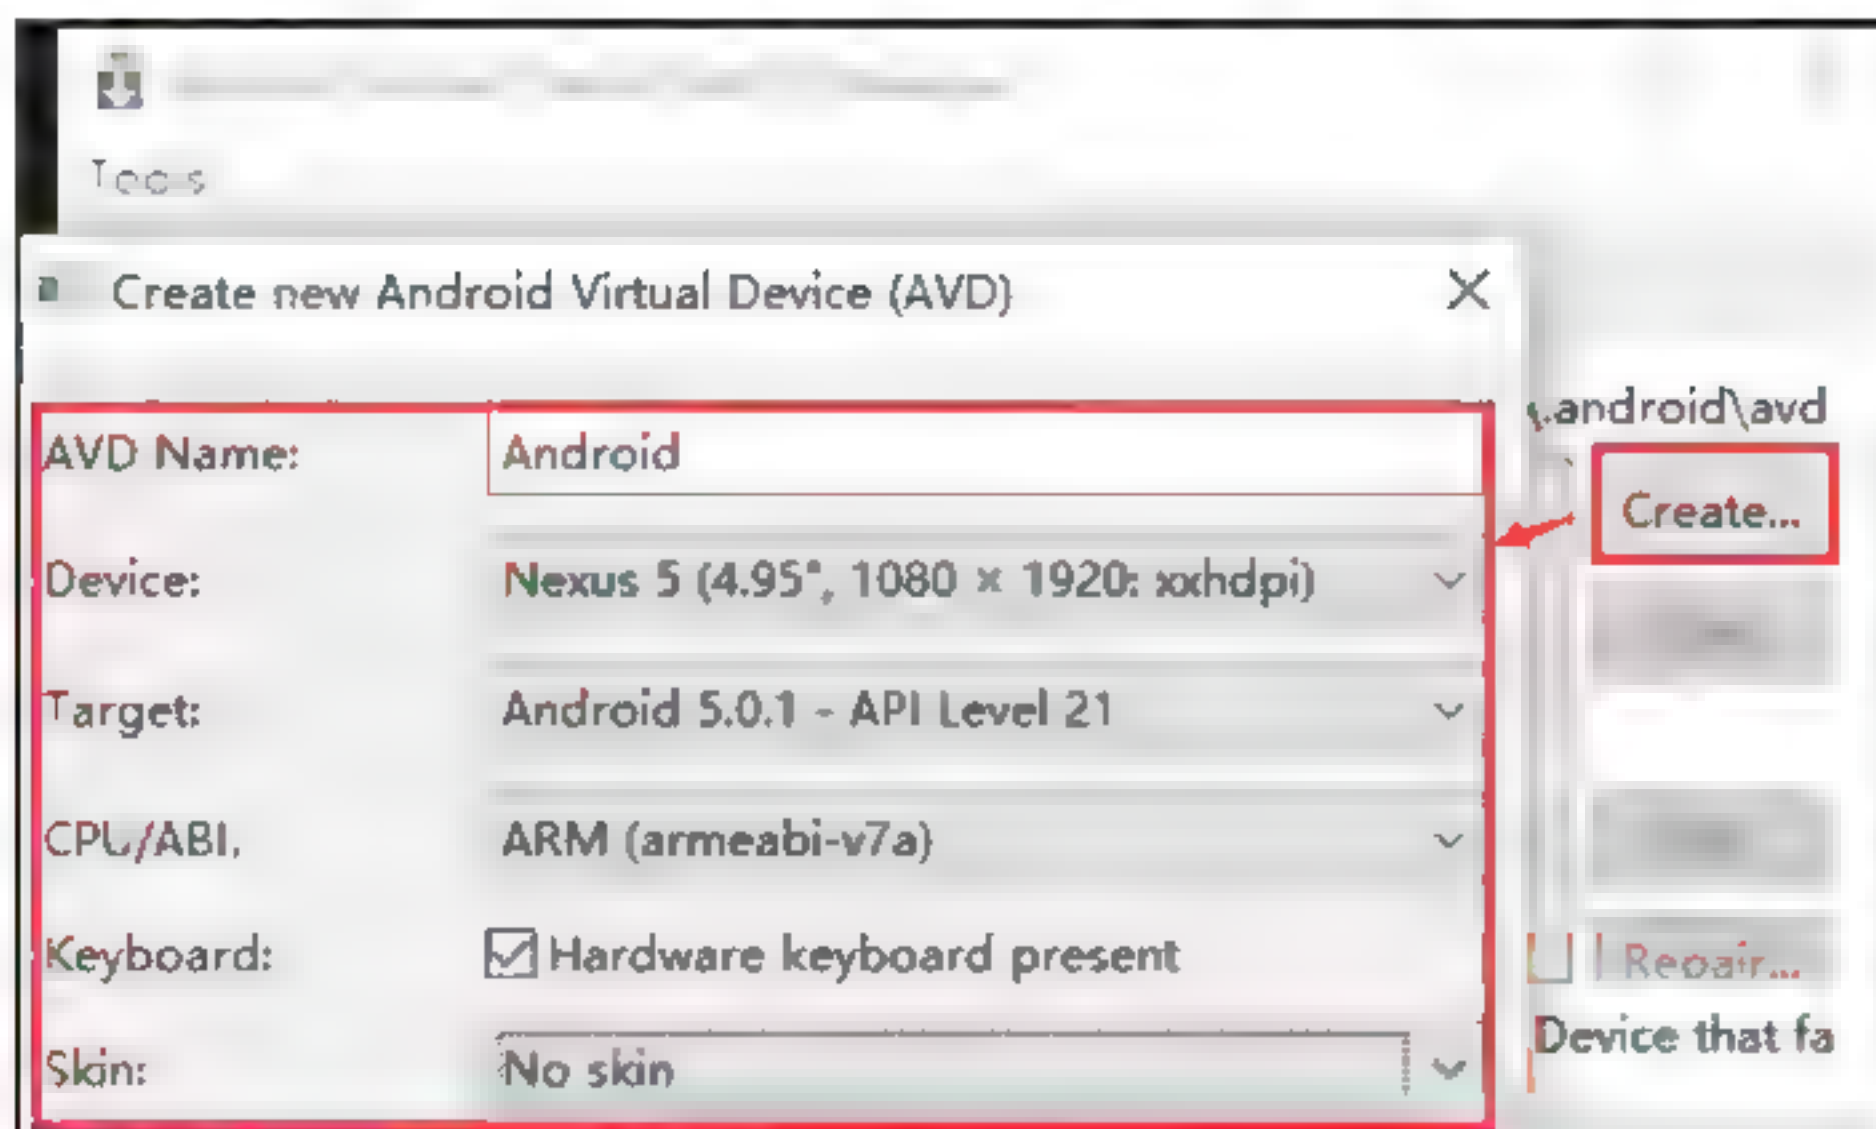 Tools
Create new Android Virtual Device (AVD)
.android\avd
AVD Name: Android
Create...
Device: Nexus 5 (4.95", 1080 × 1920: xxhdpi)
Target: Android 5.0.1 - API Level 21
CPU/ABI: ARM (armeabi-v7a)
Keyboard: Hardware keyboard present
Repair...
Device that fa
Skin: No skin